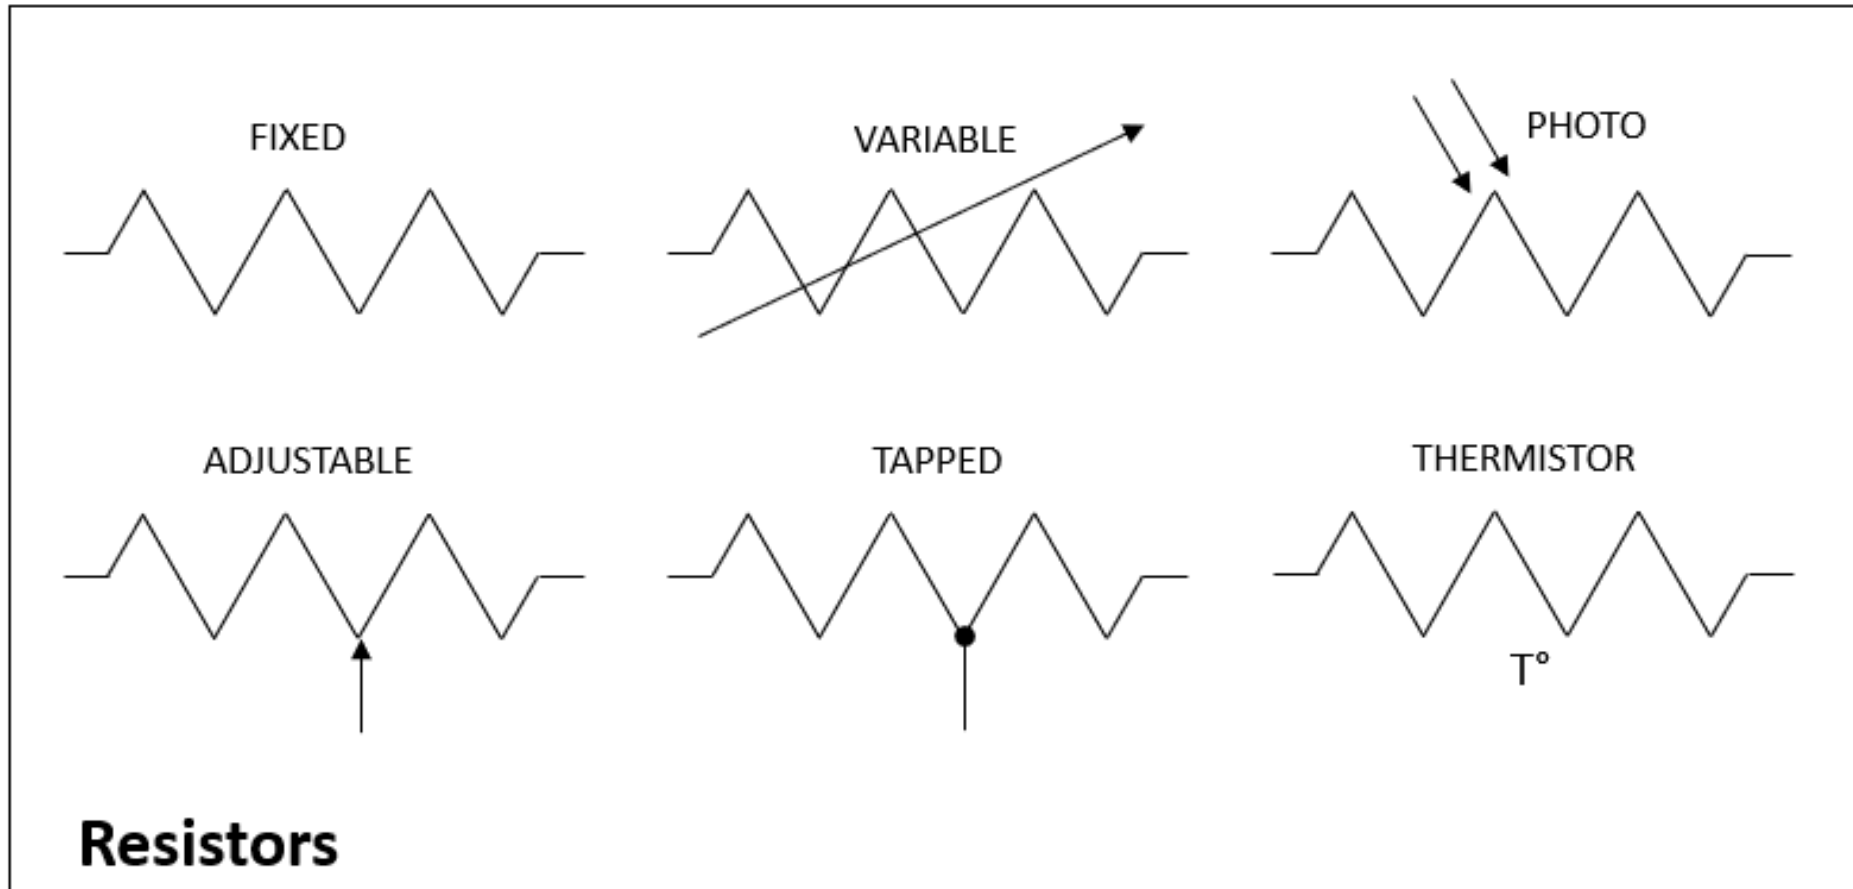 FIXED
VARIABLE
PHOTO
ADJUSTABLE
TAPPED
THERMISTOR
T°
Resistors